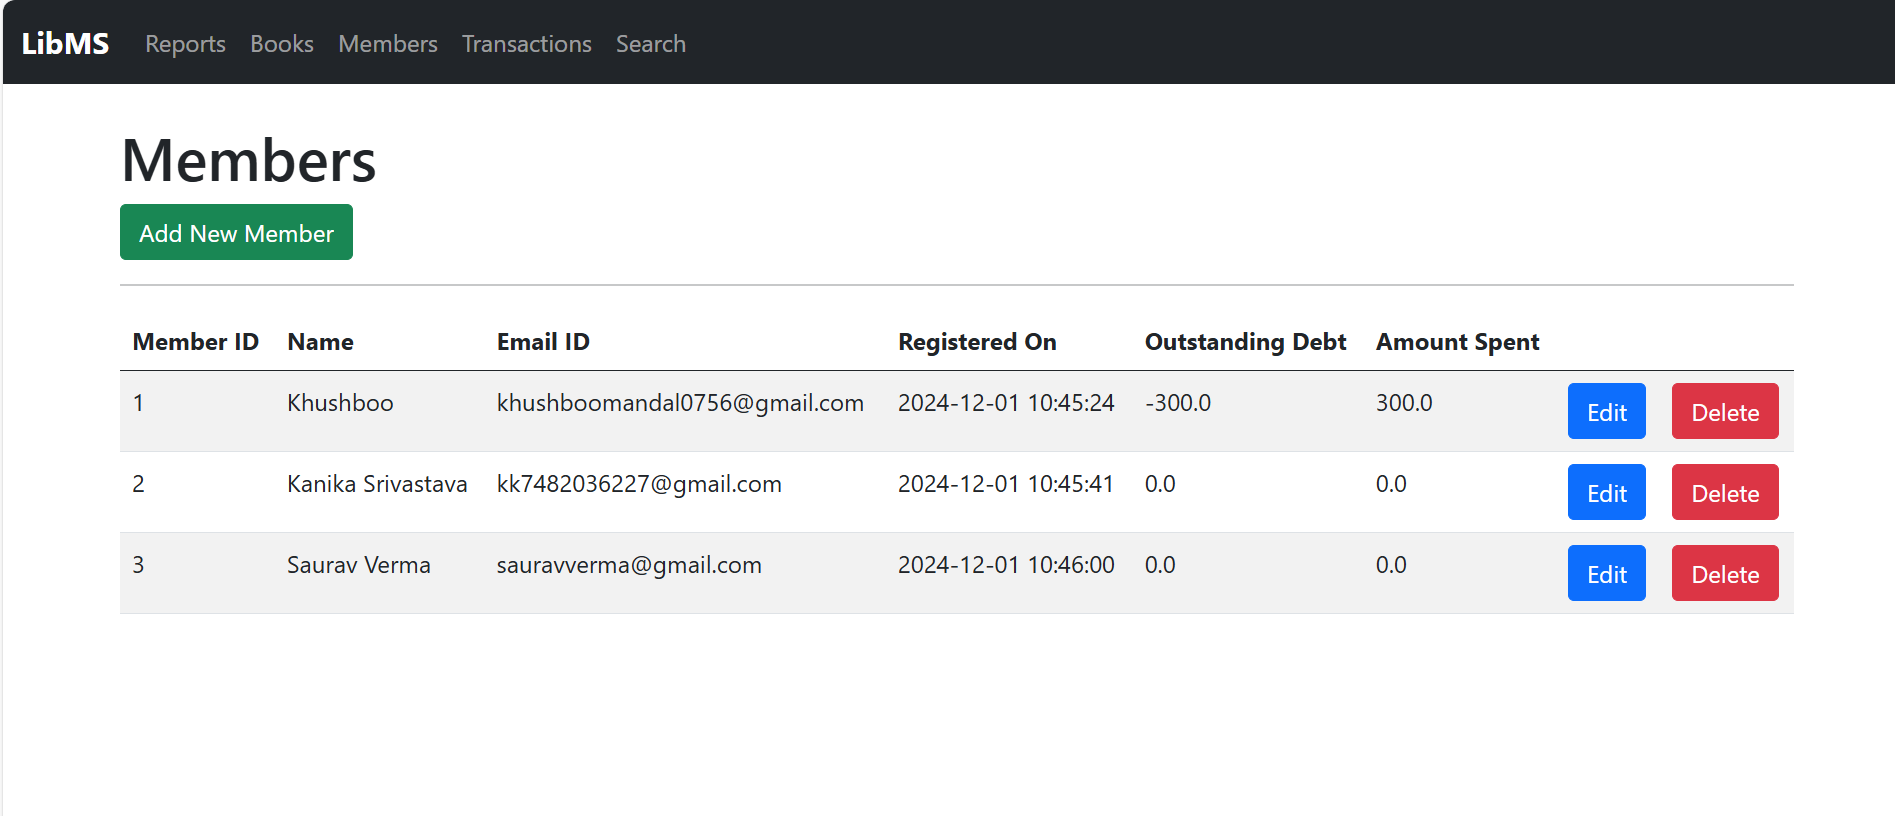 LibMS Reports Books Members Transactions Search
Members
Add New Member
Member ID Name Email ID Registered On Outstanding Debt Amount Spent
1 Khushboo khushboomandal0756@gmail.com 2024-12-01 10:45:24 -300.0 300.0 Edit Delete
2 Kanika Srivastava kk7482036227@gmail.com 2024-12-01 10:45:41 0.0 0.0 Edit Delete
3 Saurav Verma sauravverma@gmail.com 2024-12-01 10:46:00 0.0 0.0 Edit Delete